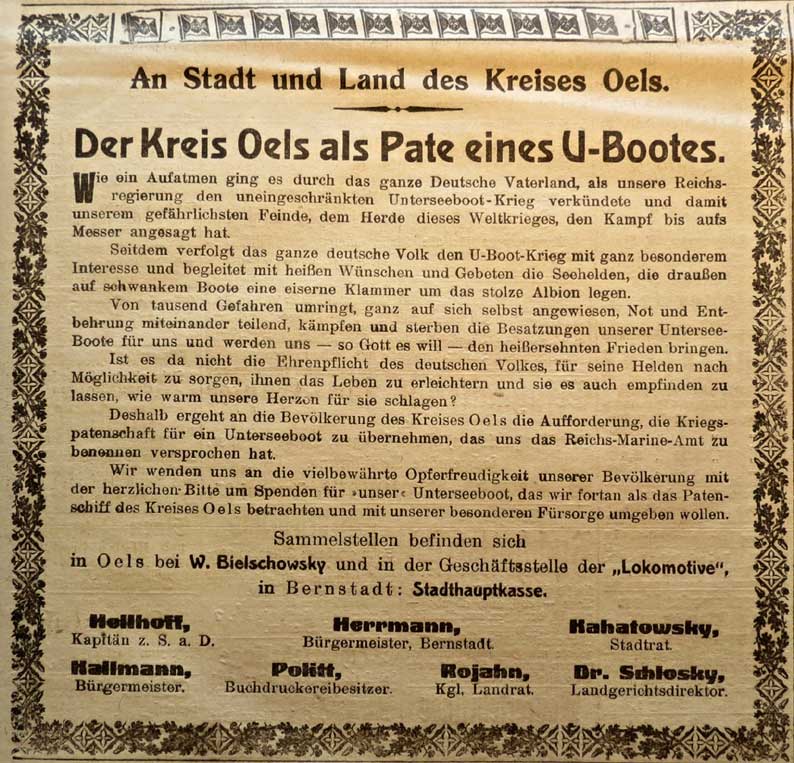 An Stadt und Land des Kreises Oels.
Der Kreis Oels als Pate eines U-Bootes.
Wie ein Aufatmen ging es durch das ganze Deutsche Vaterland, als unsere Reichs-
regierung den uneingeschränkten Unterseeboot-Krieg verkündete und damit
unserem gefährlichsten Feinde, dem Herde dieses Weltkrieges, den Kampf bis aufs
Messer angesagt hat.
Seitdem verfolgt das ganze deutsche Volk den U-Boot-Krieg mit ganz besonderem
Interesse und begleitet mit heißen Wünschen und Gebeten die Seehelden, die draußen
auf schwankem Boote eine eiserne Klammer um das stolze Albion legen.
Von tausend Gefahren umringt, ganz auf sich selbst angewiesen, Not und Ent-
behrung miteinander teilend, kämpfen und sterben die Besatzungen unserer Untersee-
Boote für uns und werden uns — so Gott es will — den heißersehnten Frieden bringen.
Ist es da nicht die Ehrenpflicht des deutschen Volkes, für seine Helden nach
Möglichkeit zu sorgen, ihnen das Leben zu erleichtern und sie es auch empfinden zu
lassen, wie warm unsere Herzen für sie schlagen?
Deshalb ergeht an die Bevölkerung des Kreises Oels die Aufforderung, die Kriegs-
patenschaft für ein Unterseeboot zu übernehmen, das uns das Reichs-Marine-Amt zu
benennen versprochen hat.
Wir wenden uns an die vielbewährte Opferfreudigkeit unserer Bevölkerung mit
der herzlichen Bitte um Spenden für »unser« Unterseeboot, das wir fortan als das Paten-
schiff des Kreises Oels betrachten und mit unserer besonderen Fürsorge umgeben wollen.
Sammelstellen befinden sich
in Oels bei W. Bielschowsky und in der Geschäftsstelle der „Lokomotive",
in Bernstadt: Stadthauptkasse.
Hellhoff, Herrmann, Kahatowsky,
Kapitän z. S. a. D. Bürgermeister, Bernstadt. Stadtrat.
Kallmann, Politt, Rojahn, Dr. Schlosky,
Bürgermeister. Buchdruckereibesitzer. Kgl. Landrat. Landgerichtsdirektor.